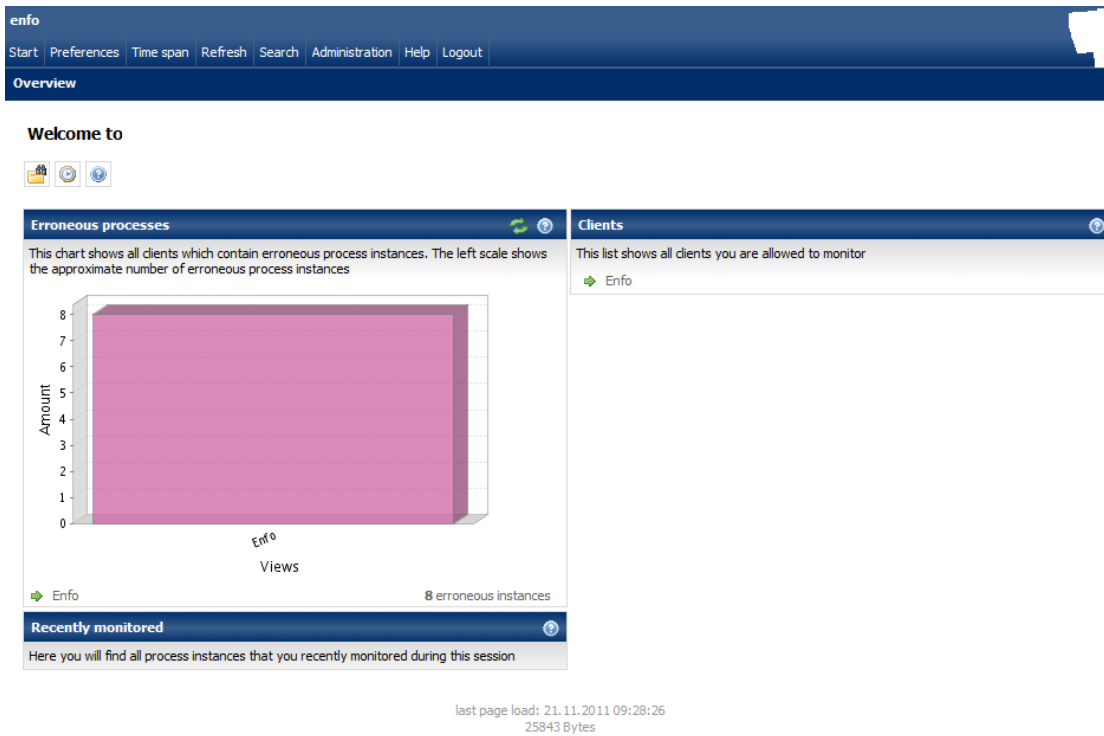 enfo
Start Preferences Time span Refresh Search Administration Help Logout
Overview
Welcome to
Erroneous processes
This chart shows all clients which contain erroneous process instances. The left scale shows
the approximate number of erroneous process instances
8
7
6
5
4
3
2
1
0
Amount
Enfo
Views
Enfo 8 erroneous instances
Clients
This list shows all clients you are allowed to monitor
Enfo
Recently monitored
Here you will find all process instances that you recently monitored during this session
last page load: 21.11.2011 09:28:26
25843 Bytes